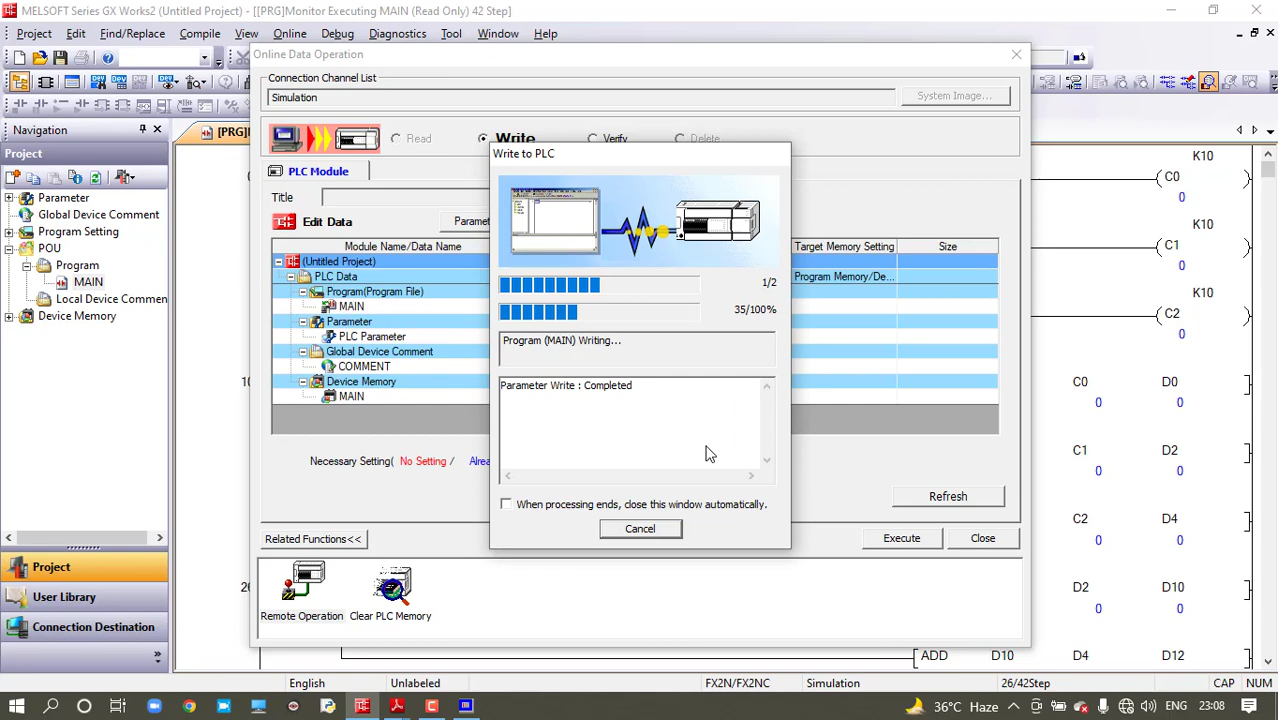 MELSOFT Series GX Works2 (Untitled Project) - [[PRG]Monitor Executing MAIN (Read Only) 42 Step]
Project Edit Find/Replace Compile View Online Debug Diagnostics Tool Window Help
Online Data Operation
Connection Channel List
Simulation
System Image...
Navigation
Project
Parameter
Global Device Comment
Program Setting
POU
Program
MAIN
Local Device Commen
Device Memory
Project
User Library
Connection Destination
[PRG]
Read
Write
Verify
Delete
PLC Module
Title
Edit Data
Paramet
Module Name/Data Name
Target Memory Setting
Size
(Untitled Project)
PLC Data
Program Memory/De...
Program(Program File)
MAIN
Parameter
PLC Parameter
Global Device Comment
COMMENT
Device Memory
MAIN
Necessary Setting( No Setting /
Refresh
Related Functions<<
Execute
Close
Remote Operation
Clear PLC Memory
Write to PLC
1/2
35/100%
Program (MAIN) Writing...
Parameter Write : Completed
When processing ends, close this window automatically.
Cancel
K10
C0
0
K10
C1
0
K10
C2
0
C0 D0
0 0
C1 D2
0 0
C2 D4
0 0
D2 D10
0 0
ADD D10 D4 D12
English
Unlabeled
FX2N/FX2NC
Simulation
26/42Step
CAP
NUM
36°C Haze
ENG
23:08